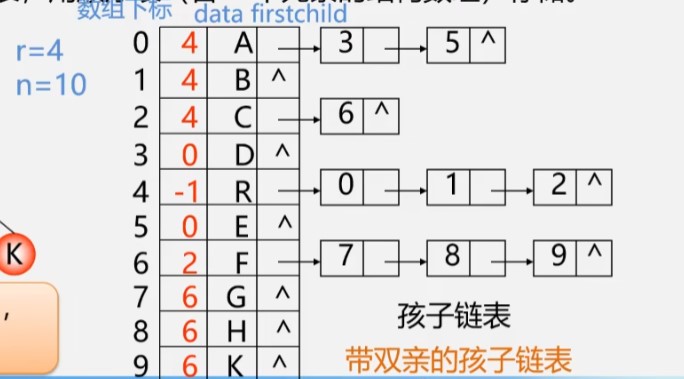 数组下标 data firstchild
r=4
n=10
0 4 A 3 5 ^
1 4 B ^
2 4 C 6 ^
3 0 D ^
4 -1 R 0 1 2 ^
5 0 E ^
6 2 F 7 8 9 ^
7 6 G ^
8 6 H ^
9 6 K ^
K
,
孩子链表
带双亲的孩子链表